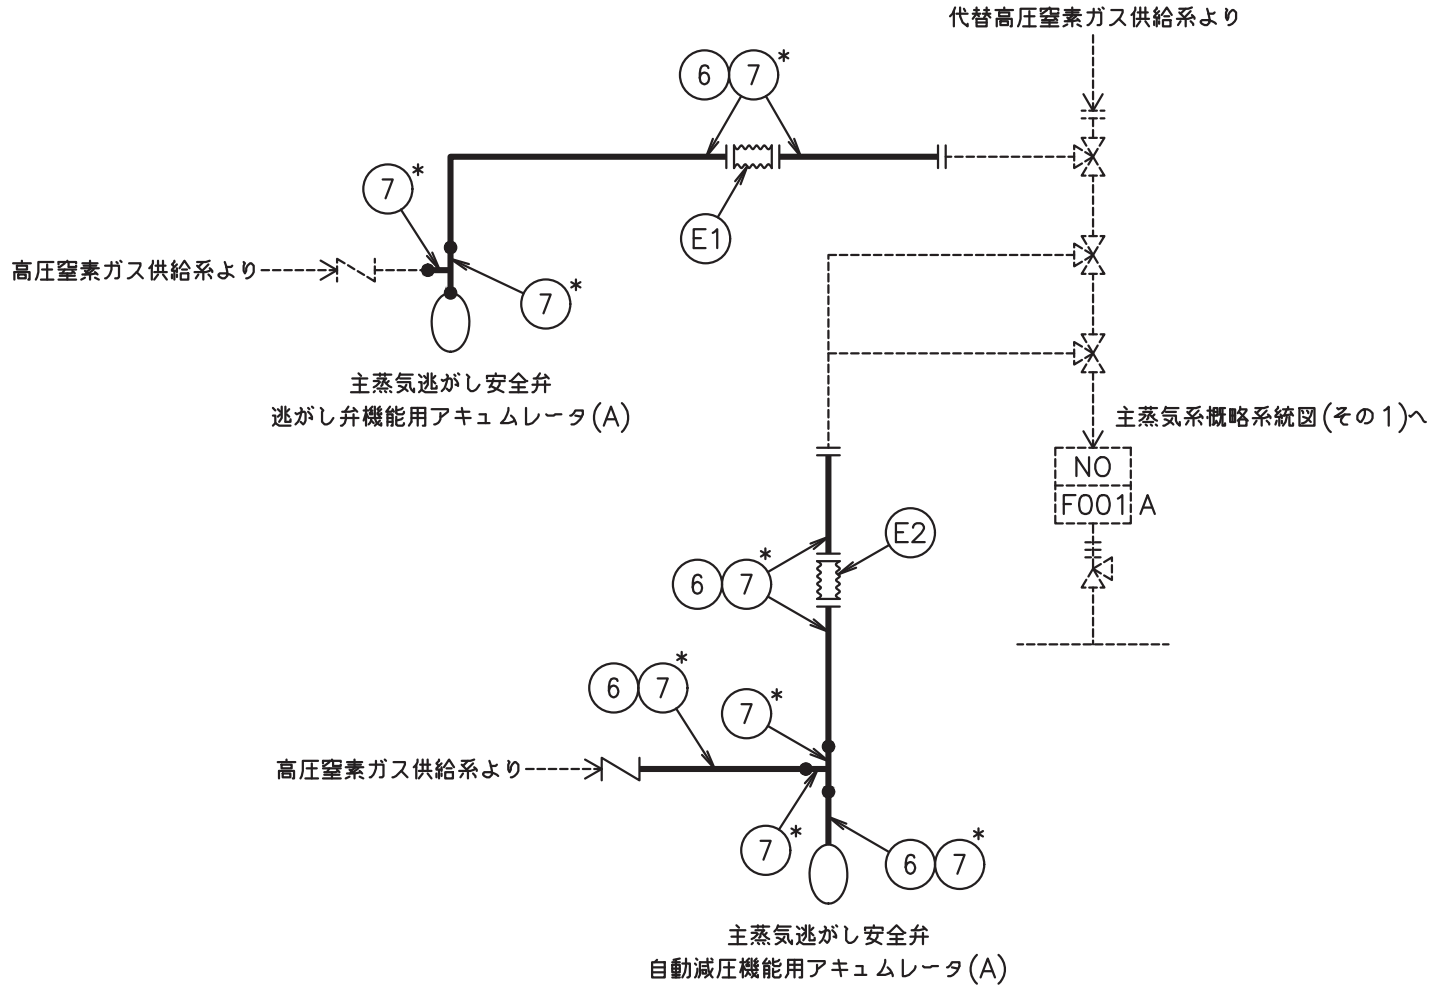 代替高圧窒素ガス供給系より
6 7*
7*
E1
高圧窒素ガス供給系より
7*
主蒸気逃がし安全弁
逃がし弁機能用アキュムレータ(A)
主蒸気系概略系統図(その1)へ
NO
F001 A
E2
6 7*
6 7*
7*
高圧窒素ガス供給系より
7*
6 7*
主蒸気逃がし安全弁
自動減圧機能用アキュムレータ(A)